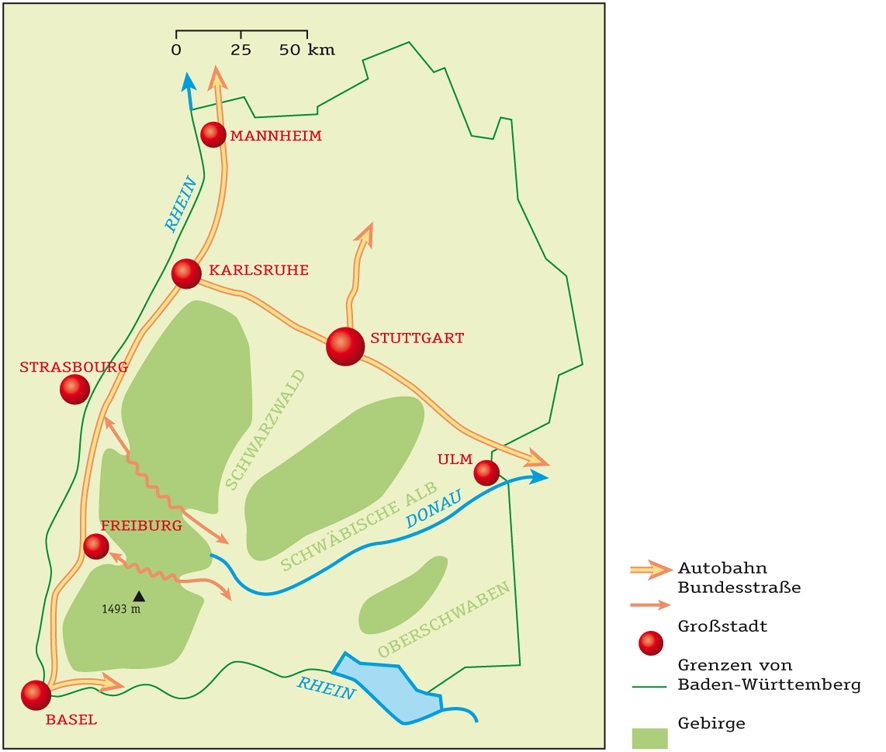 0 25 50 km
MANNHEIM
RHEIN
KARLSRUHE
STUTTGART
STRASBOURG
SCHWARZWALD
ULM
SCHWÄBISCHE ALB
DONAU
FREIBURG
1493 m
OBERSCHWABEN
RHEIN
BASEL
Autobahn
Bundesstraße
Großstadt
Grenzen von
Baden-Württemberg
Gebirge